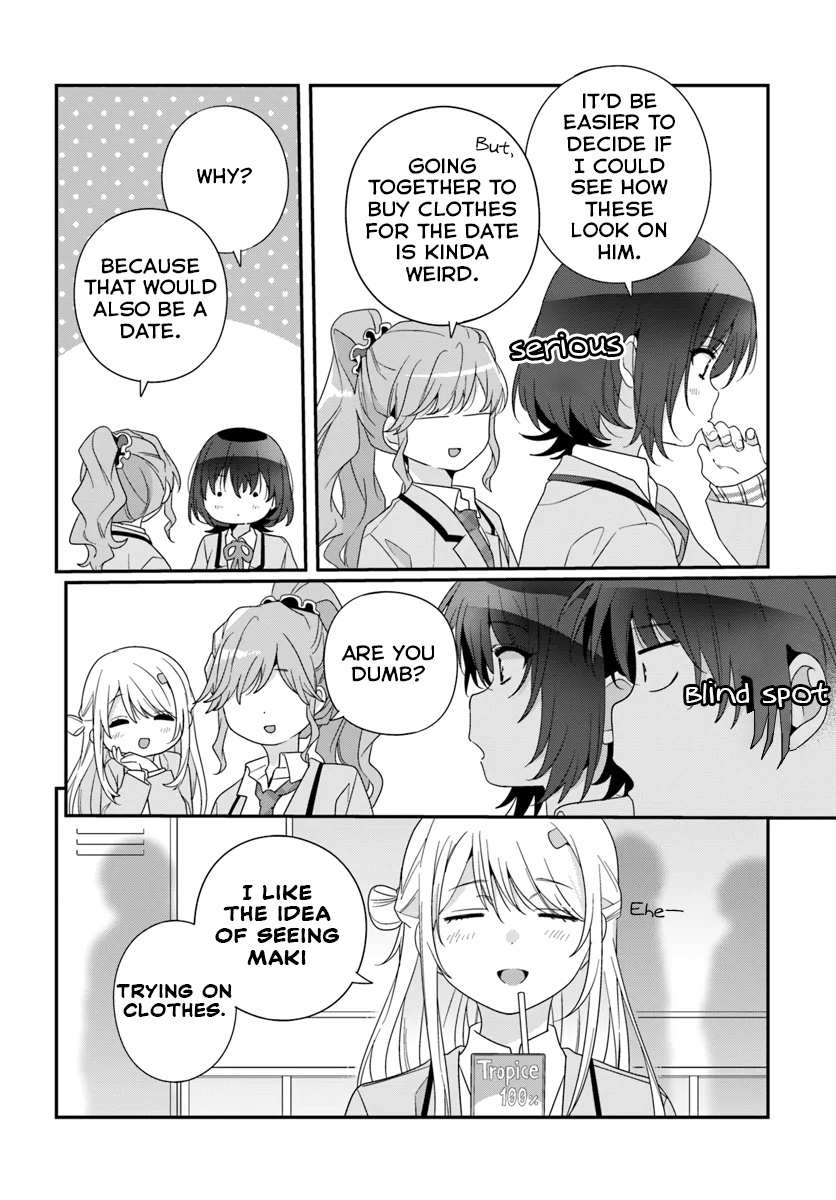 IT'D BE
EASIER TO
DECIDE IF
I COULD
SEE HOW
THESE
LOOK ON
HIM.
serious
But,
GOING
TOGETHER TO
BUY CLOTHES
FOR THE DATE
IS KINDA
WEIRD.
WHY?
BECAUSE
THAT WOULD
ALSO BE A
DATE.
Blind spot
ARE YOU
DUMB?
Ehe—
I LIKE
THE IDEA
OF SEEING
MAKI
TRYING ON
CLOTHES.
Tropice
100%